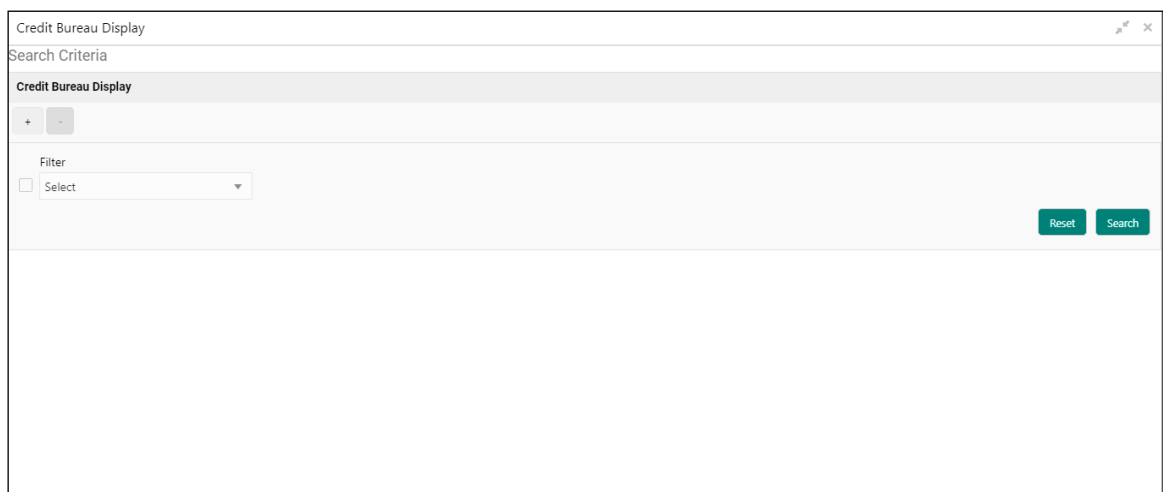 Credit Bureau Display
Search Criteria
Credit Bureau Display
+ -
Filter
Select
Reset Search